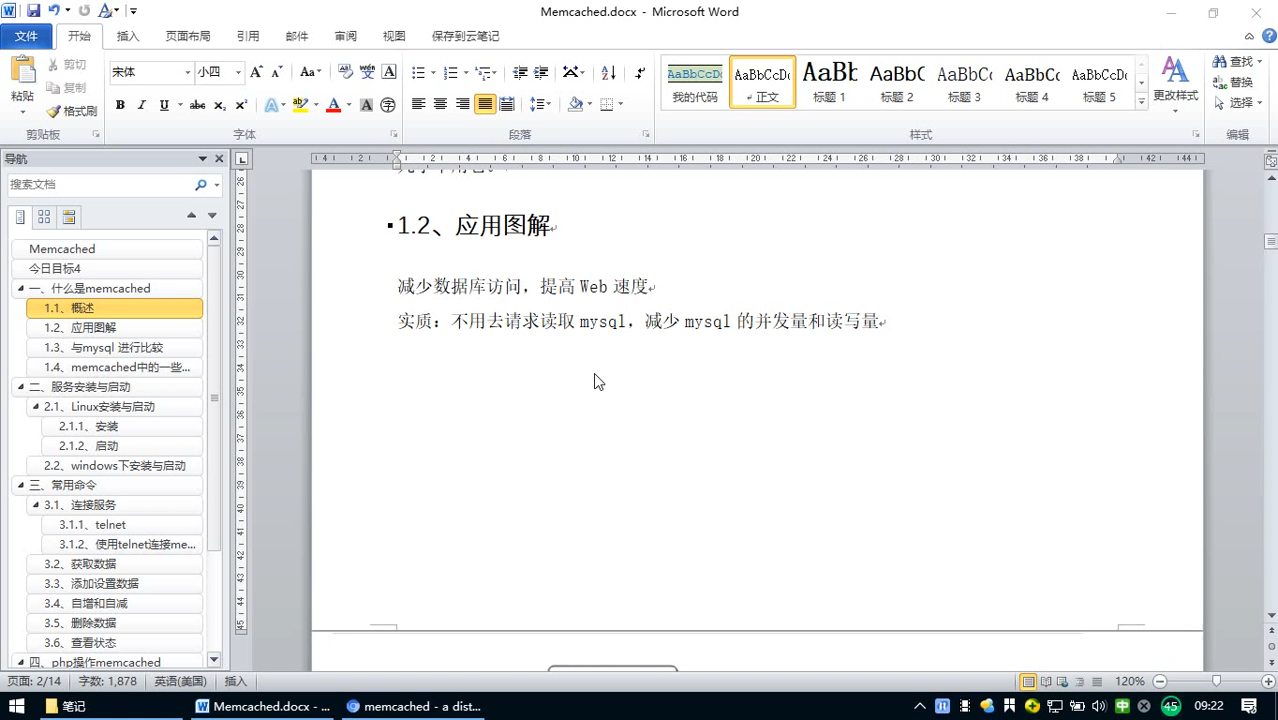 Memcached.docx - Microsoft Word
文件 开始 插入 页面布局 引用 邮件 审阅 视图 保存到云笔记
粘贴 剪切 复制 格式刷
宋体 小四
AaBbCcDc AaBbCcDc AaBb AaBbC AaBbCcD AaBbCc AaBbCcDc
我的代码 正文 标题 1 标题 2 标题 3 标题 4 标题 5
更改样式 查找 替换 选择
剪贴板 字体 段落 样式 编辑
导航
搜索文档
Memcached
今日目标4
一、什么是memcached
1.1、概述
1.2、应用图解
1.3、与mysql 进行比较
1.4、memcached中的一些...
二、服务安装与启动
2.1、Linux安装与启动
2.1.1、安装
2.1.2、启动
2.2、windows下安装与启动
三、常用命令
3.1、连接服务
3.1.1、telnet
3.1.2、使用telnet连接me...
3.2、获取数据
3.3、添加设置数据
3.4、自增和自减
3.5、删除数据
3.6、查看状态
四、php操作memcached
1.2、应用图解
减少数据库访问，提高 Web 速度
实质：不用去请求读取 mysql，减少 mysql 的并发量和读写量
页面: 2/14 字数: 1,878 英语(美国) 插入 120%
笔记 Memcached.docx - ... memcached - a dist... 中 45 09:22